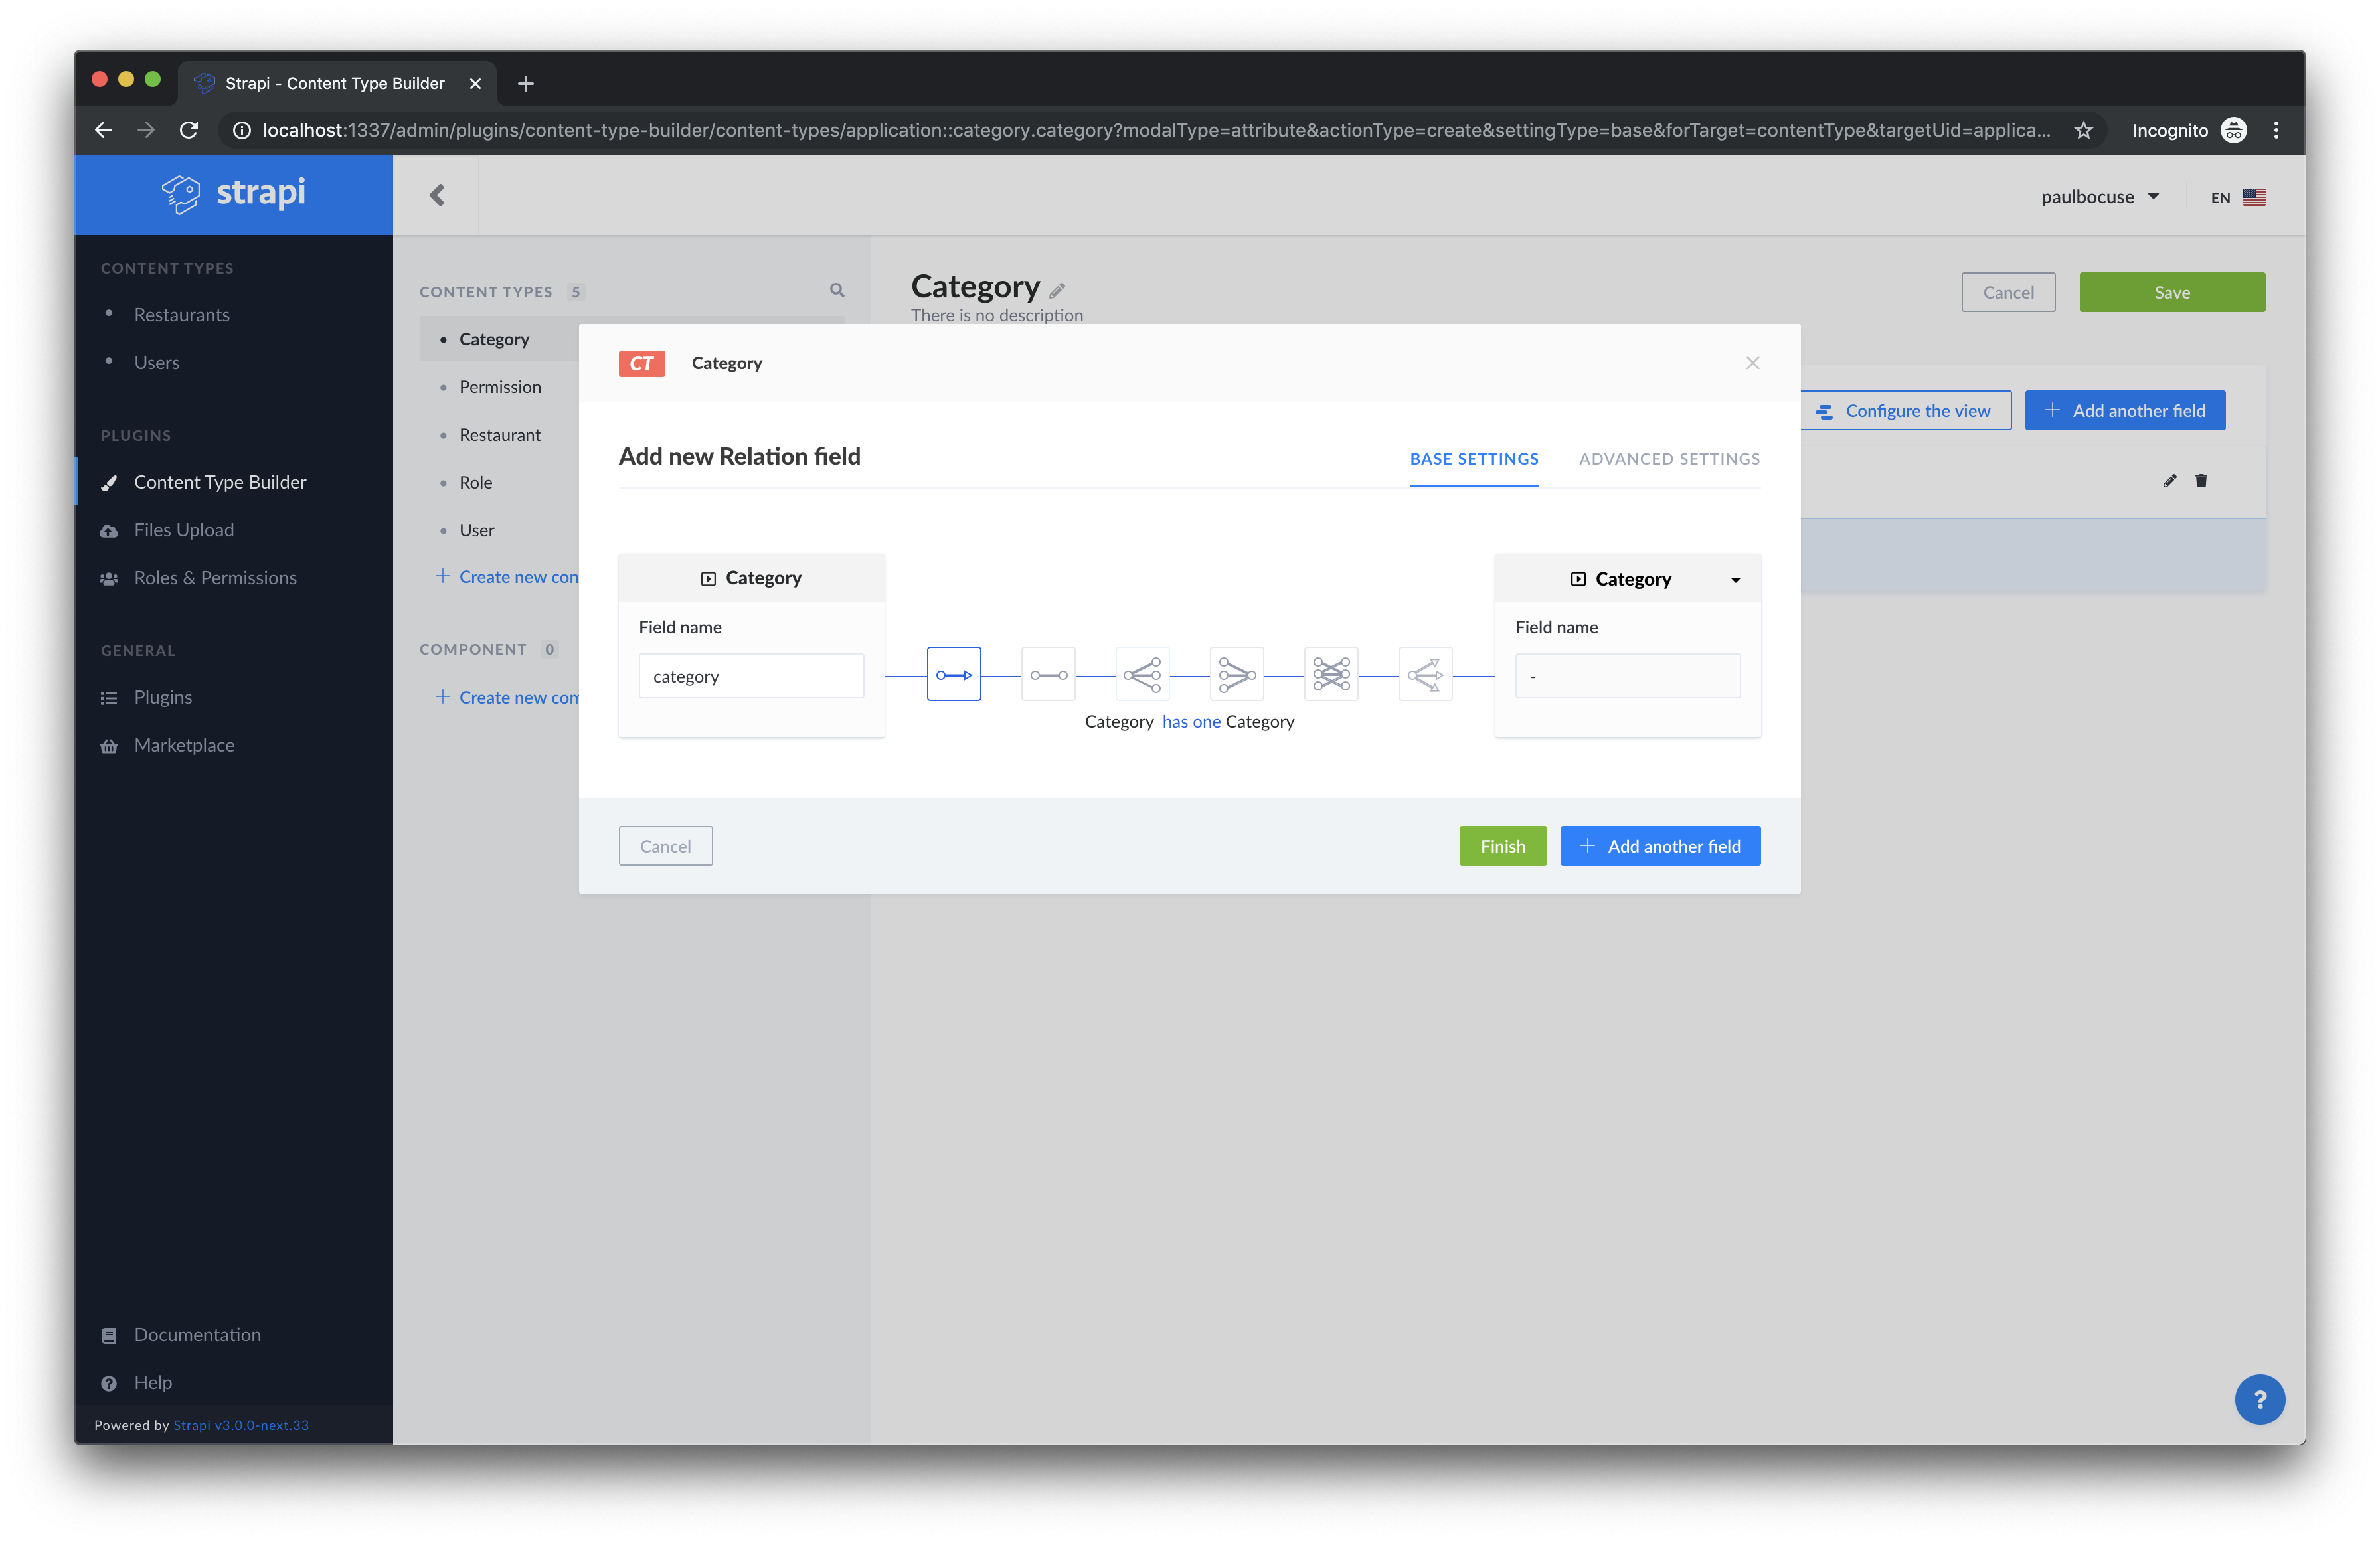 Strapi - Content Type Builder
localhost:1337/admin/plugins/content-type-builder/content-types/application::category.category?modalType=attribute&actionType=create&settingType=base&forTarget=contentType&targetUid=applica...
Incognito
strapi
paulbocuse
EN
CONTENT TYPES
Restaurants
Users
PLUGINS
Content Type Builder
Files Upload
Roles & Permissions
GENERAL
Plugins
Marketplace
Documentation
Help
Powered by Strapi v3.0.0-next.33
CONTENT TYPES 5
Category
Permission
Restaurant
Role
User
+ Create new con
COMPONENT 0
+ Create new com
Category
There is no description
Cancel
Save
Configure the view
+ Add another field
CT Category
Add new Relation field
BASE SETTINGS
ADVANCED SETTINGS
Category
Field name
category
Category has one Category
Category
Field name
-
Cancel
Finish
+ Add another field
?